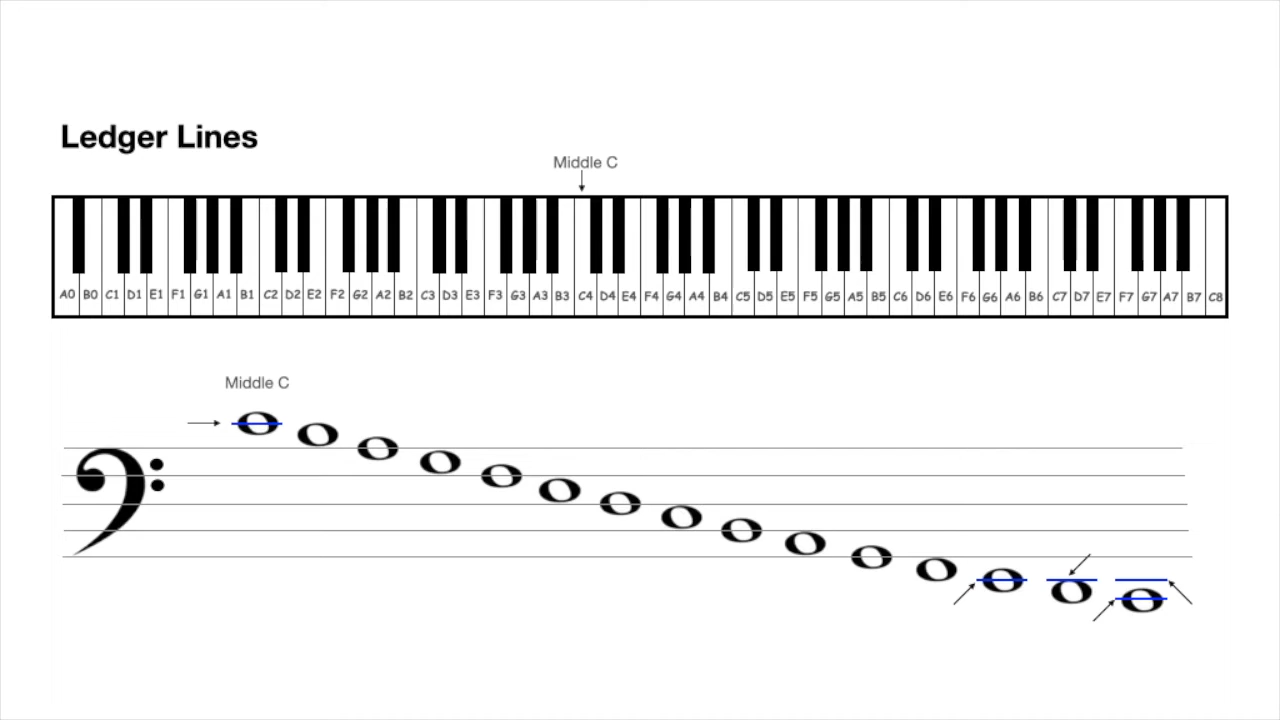 Ledger Lines
Middle C
A0 B0 C1 D1 E1 F1 G1 A1 B1 C2 D2 E2 F2 G2 A2 B2 C3 D3 E3 F3 G3 A3 B3 C4 D4 E4 F4 G4 A4 B4 C5 D5 E5 F5 G5 A5 B5 C6 D6 E6 F6 G6 A6 B6 C7 D7 E7 F7 G7 A7 B7 C8
Middle C